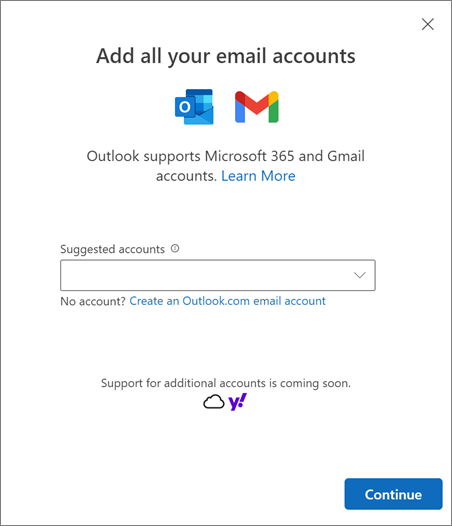 Add all your email accounts
Outlook supports Microsoft 365 and Gmail
accounts. Learn More
Suggested accounts
No account? Create an Outlook.com email account
Support for additional accounts is coming soon.
y!
Continue